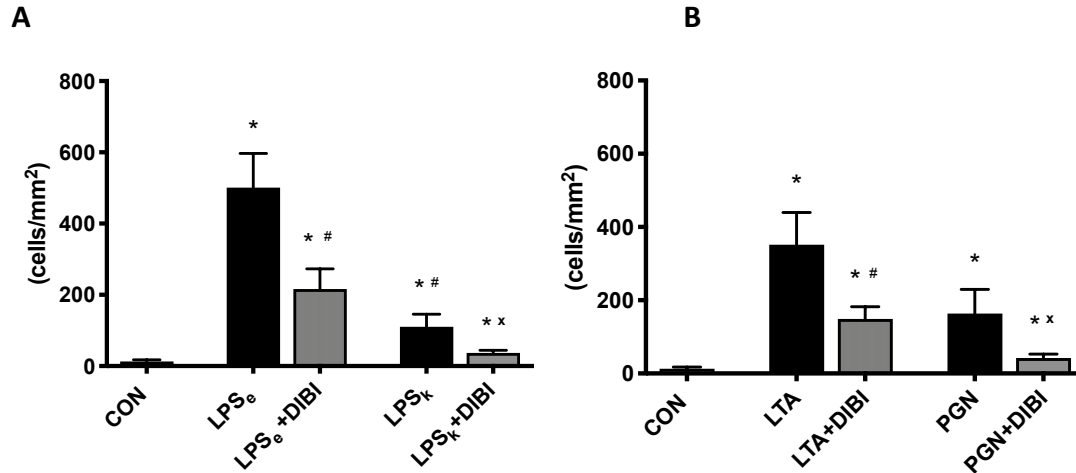 A
(cells/mm²)
800
600
400
200
0
*
* #
* #
* x
CON
LPSₑ
LPSₑ+DIBI
LPSₖ
LPSₖ+DIBI
B
(cells/mm²)
800
600
400
200
0
*
* #
*
* x
CON
LTA
LTA+DIBI
PGN
PGN+DIBI